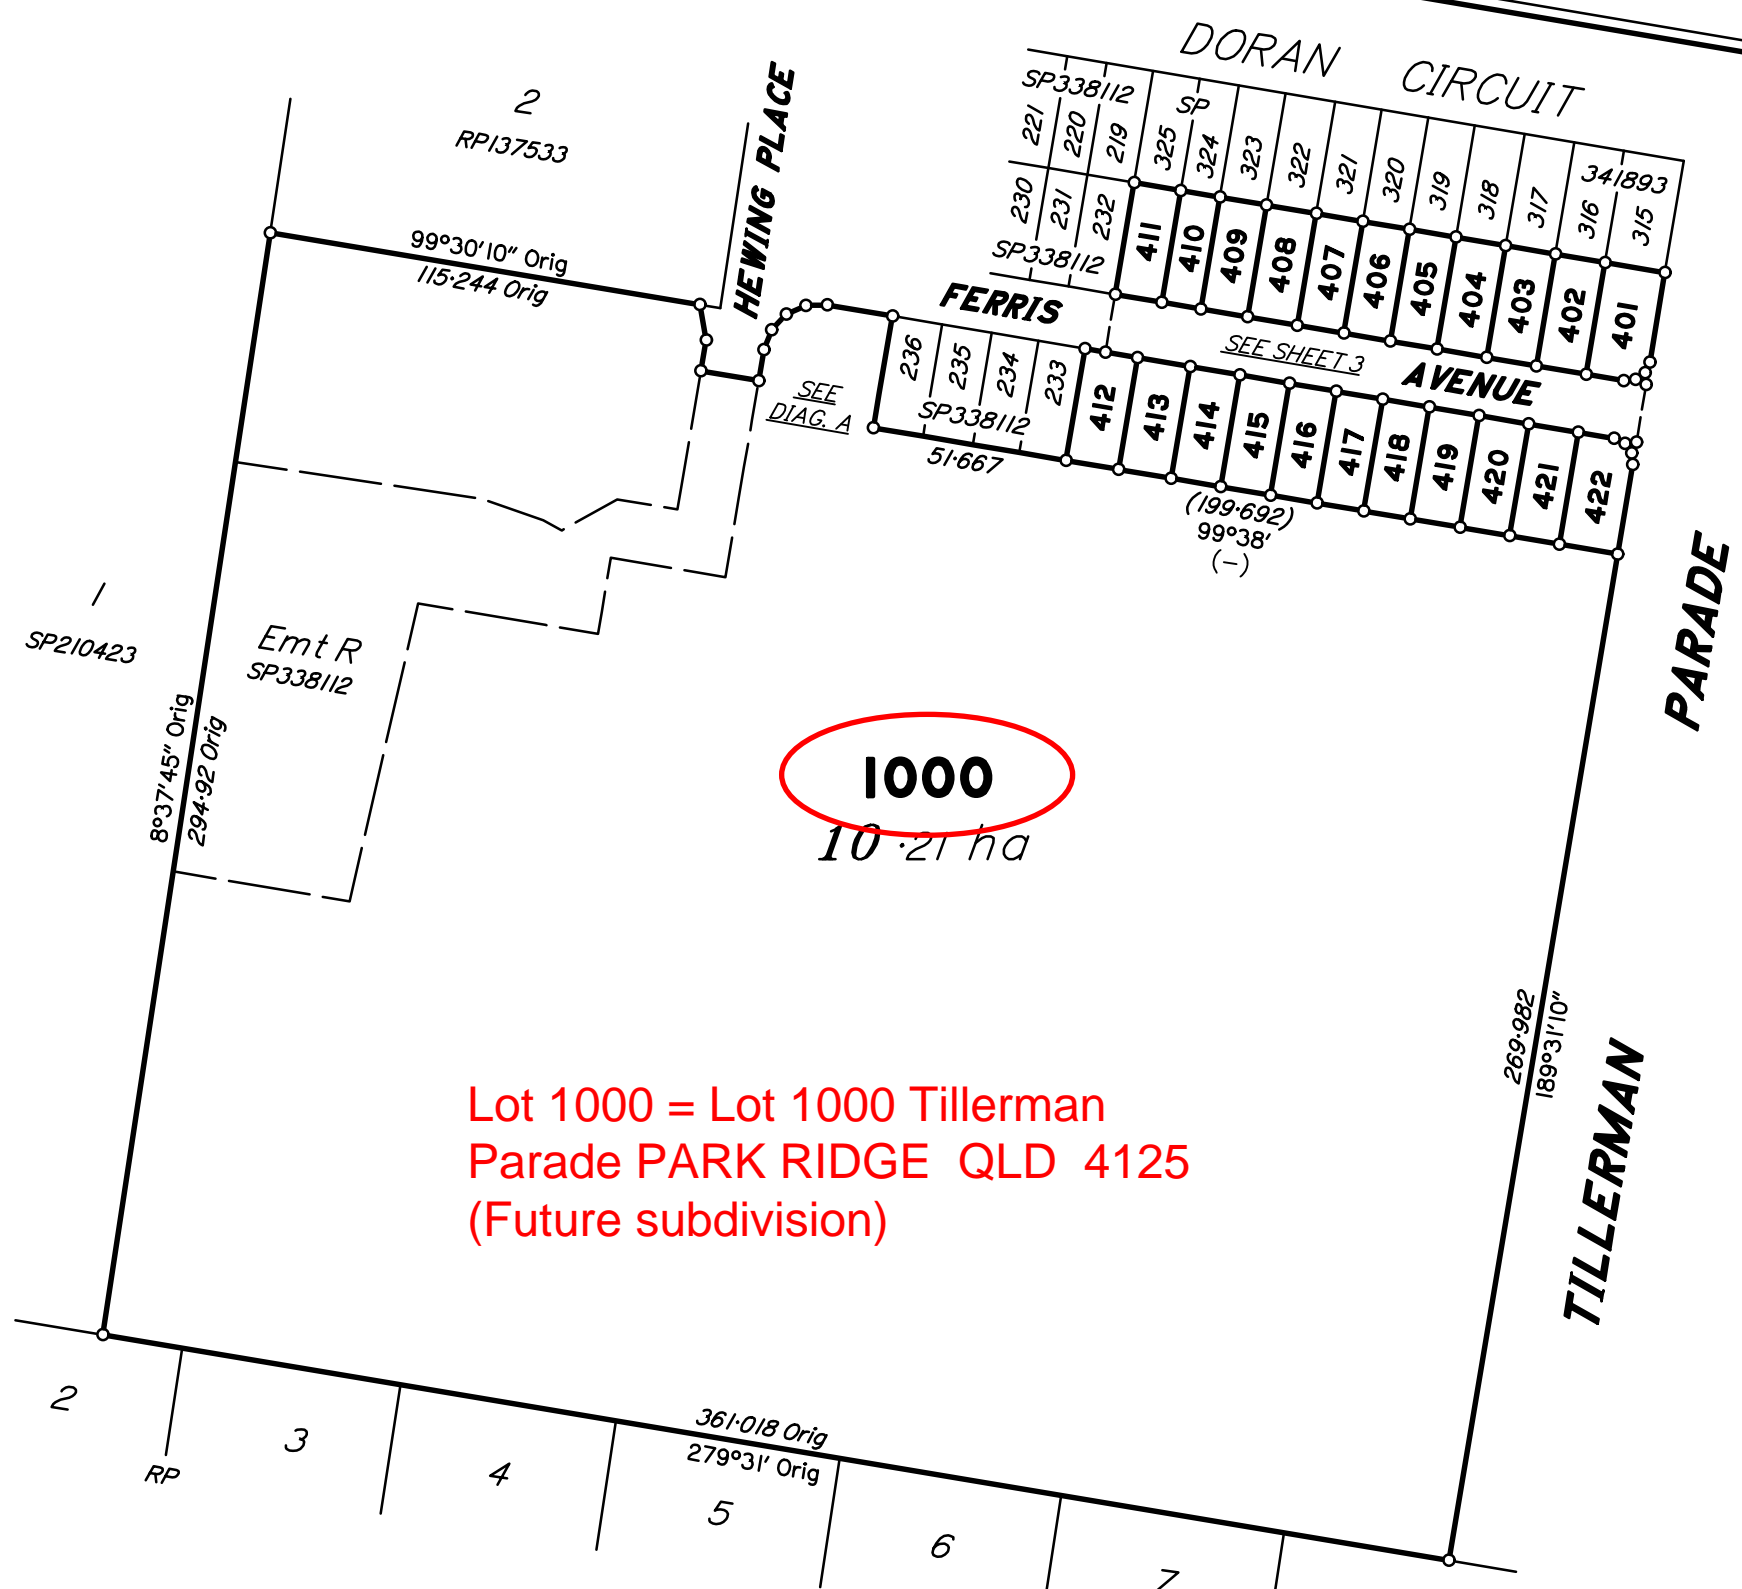 DORAN CIRCUIT
2
RP137533
HEWING PLACE
SP338112
SP
341893
221
220
219
325
324
323
322
321
320
319
318
317
316
315
230
231
232
SP338112
411
410
409
408
407
406
405
404
403
402
401
99°30'10" Orig
115·244 Orig
FERRIS
SEE SHEET 3
AVENUE
SEE
DIAG. A
236
235
234
233
SP338112
412
413
414
415
416
417
418
419
420
421
422
51·667
(199·692)
99°38'
(-)
1
SP210423
Emt R
SP338112
PARADE
8°37'45" Orig
294·92 Orig
1000
10·21 ha
269·982
189°31'10"
TILLERMAN
Lot 1000 = Lot 1000 Tillerman
Parade PARK RIDGE QLD 4125
(Future subdivision)
361·018 Orig
279°31' Orig
2
3
4
5
6
7
RP